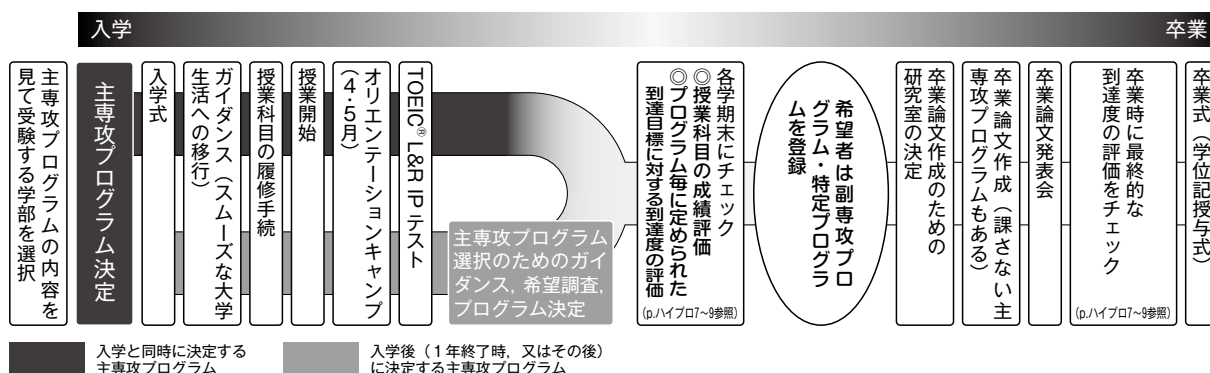 入学
卒業
主専攻プログラムの内容を
見て受験する学部を選択
主専攻プログラム決定
入学式
ガイダンス（スムーズな大学
生活への移行）
授業科目の履修手続
授業開始
オリエンテーションキャンプ
（4・5月）
TOEIC® L&R IP テスト
主専攻プログラム
選択のためのガイ
ダンス，希望調査，
プログラム決定
各学期末にチェック
◎授業科目の成績評価
◎プログラム毎に定められた
到達目標に対する到達度の評価
(p.ハイプロ7〜9参照)
希望者は副専攻プロ
グラム・特定プログラ
ムを登録
卒業論文作成のための
研究室の決定
卒業論文作成（課さない主
専攻プログラムもある）
卒業論文発表会
卒業時に最終的な
到達度の評価をチェック
(p.ハイプロ7〜9参照)
卒業式（学位記授与式）
入学と同時に決定する
主専攻プログラム
入学後（1年終了時，又はその後）
に決定する主専攻プログラム